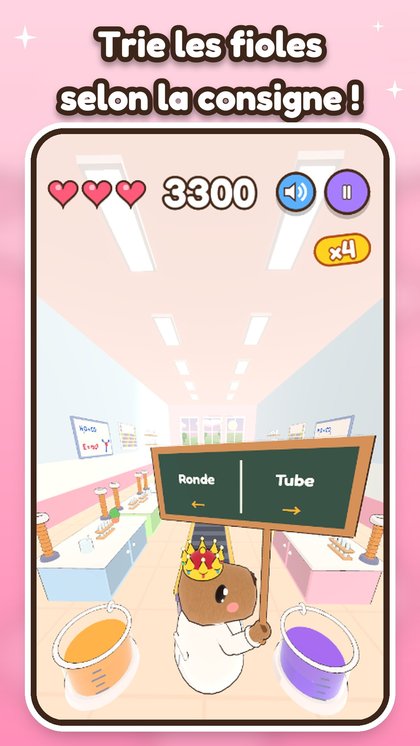 Trie les fioles
selon la consigne !
3300
x4
Ronde
Tube
←
→